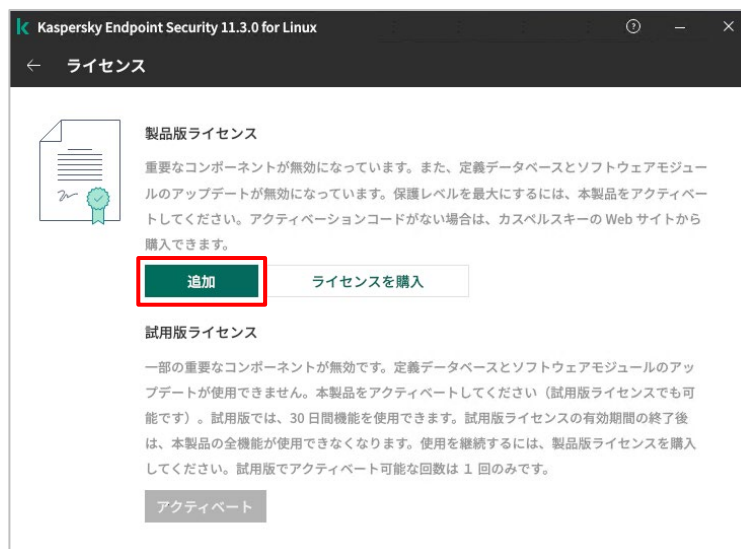 Kaspersky Endpoint Security 11.3.0 for Linux
ライセンス
製品版ライセンス
重要なコンポーネントが無効になっています。また、定義データベースとソフトウェアモジュー
ルのアップデートが無効になっています。保護レベルを最大にするには、本製品をアクティベー
トしてください。アクティベーションコードがない場合は、カスペルスキーの Web サイトから
購入できます。
追加
ライセンスを購入
試用版ライセンス
一部の重要なコンポーネントが無効です。定義データベースとソフトウェアモジュールのアッ
プデートが使用できません。本製品をアクティベートしてください（試用版ライセンスでも可
能です）。試用版では、30 日間機能を使用できます。試用版ライセンスの有効期間の終了後
は、本製品の全機能が使用できなくなります。使用を継続するには、製品版ライセンスを購入
してください。試用版でアクティベート可能な回数は 1 回のみです。
アクティベート